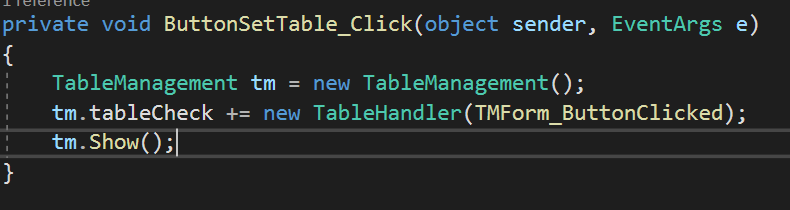 1 reference
private void ButtonSetTable_Click(object sender, EventArgs e)
{
    TableManagement tm = new TableManagement();
    tm.tableCheck += new TableHandler(TMForm_ButtonClicked);
    tm.Show();
}